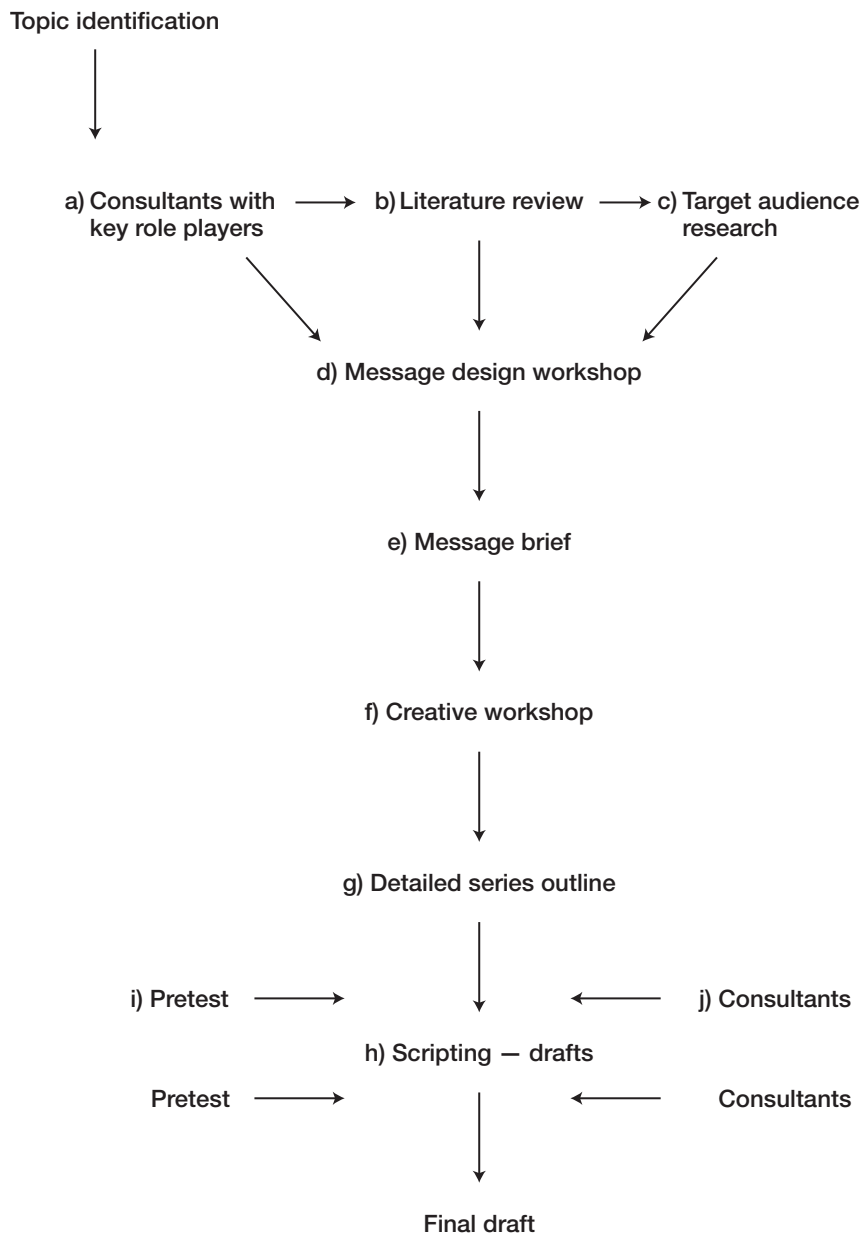 Topic identification
a) Consultants with
key role players
b) Literature review
c) Target audience
research
d) Message design workshop
e) Message brief
f) Creative workshop
g) Detailed series outline
i) Pretest
j) Consultants
h) Scripting — drafts
Pretest
Consultants
Final draft